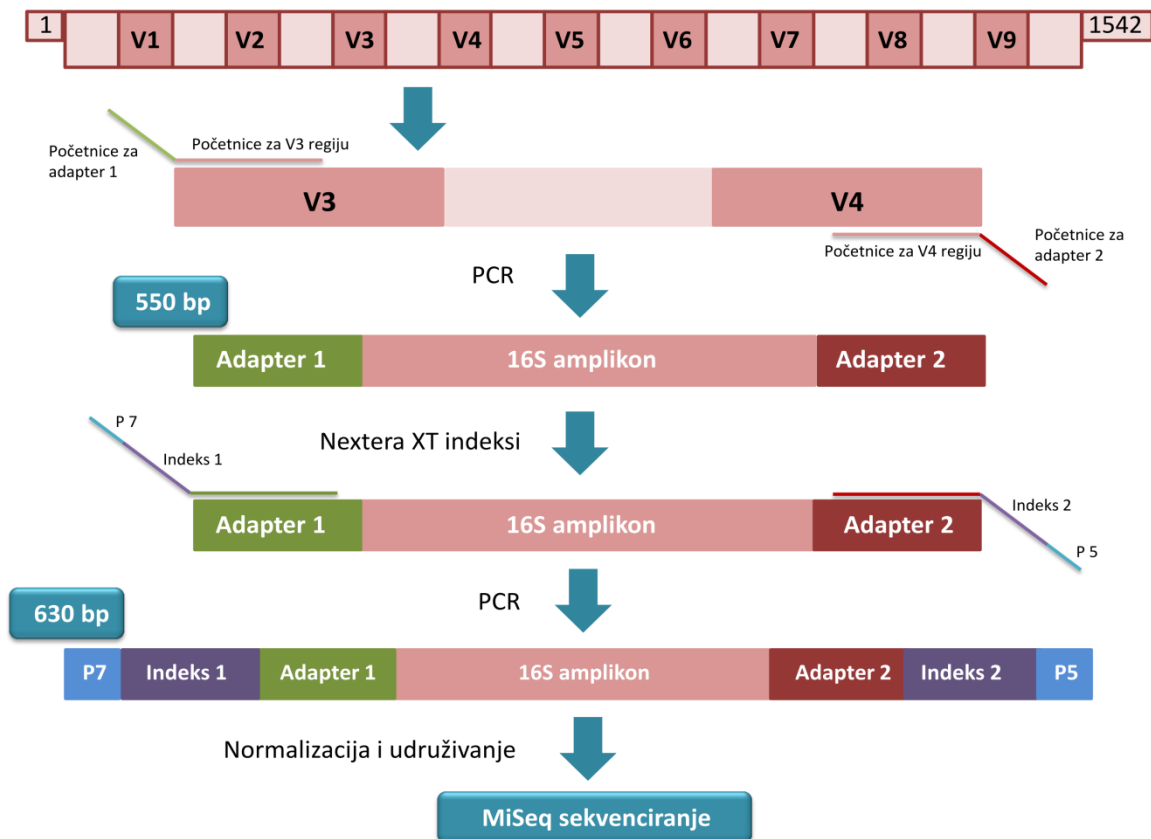 1 V1 V2 V3 V4 V5 V6 V7 V8 V9 1542
Početnice za
adapter 1
Početnice za V3 regiju
V3 V4
Početnice za V4 regiju
Početnice za
adapter 2
PCR
550 bp
Adapter 1 16S amplikon Adapter 2
P 7
Indeks 1
Nextera XT indeksi
Adapter 1 16S amplikon Adapter 2
Indeks 2
P 5
PCR
630 bp
P7 Indeks 1 Adapter 1 16S amplikon Adapter 2 Indeks 2 P5
Normalizacija i udruživanje
MiSeq sekvenciranje